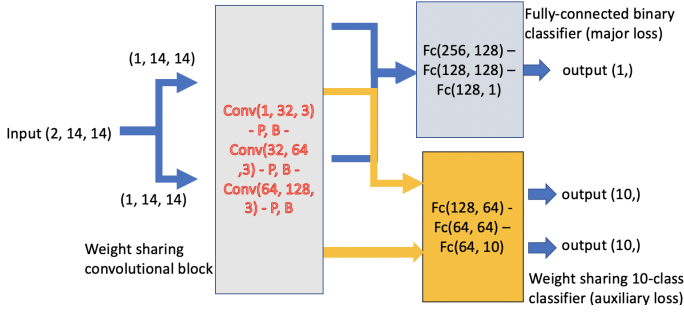 Input (2, 14, 14)
(1, 14, 14)
(1, 14, 14)
Weight sharing
convolutional block
Conv(1, 32, 3)
- P, B -
Conv(32, 64
,3) - P, B -
Conv(64, 128,
3) - P, B
Fully-connected binary
classifier (major loss)
Fc(256, 128) –
Fc(128, 128) –
Fc(128, 1)
output (1,)
Fc(128, 64) -
Fc(64, 64) –
Fc(64, 10)
output (10,)
output (10,)
Weight sharing 10-class
classifier (auxiliary loss)